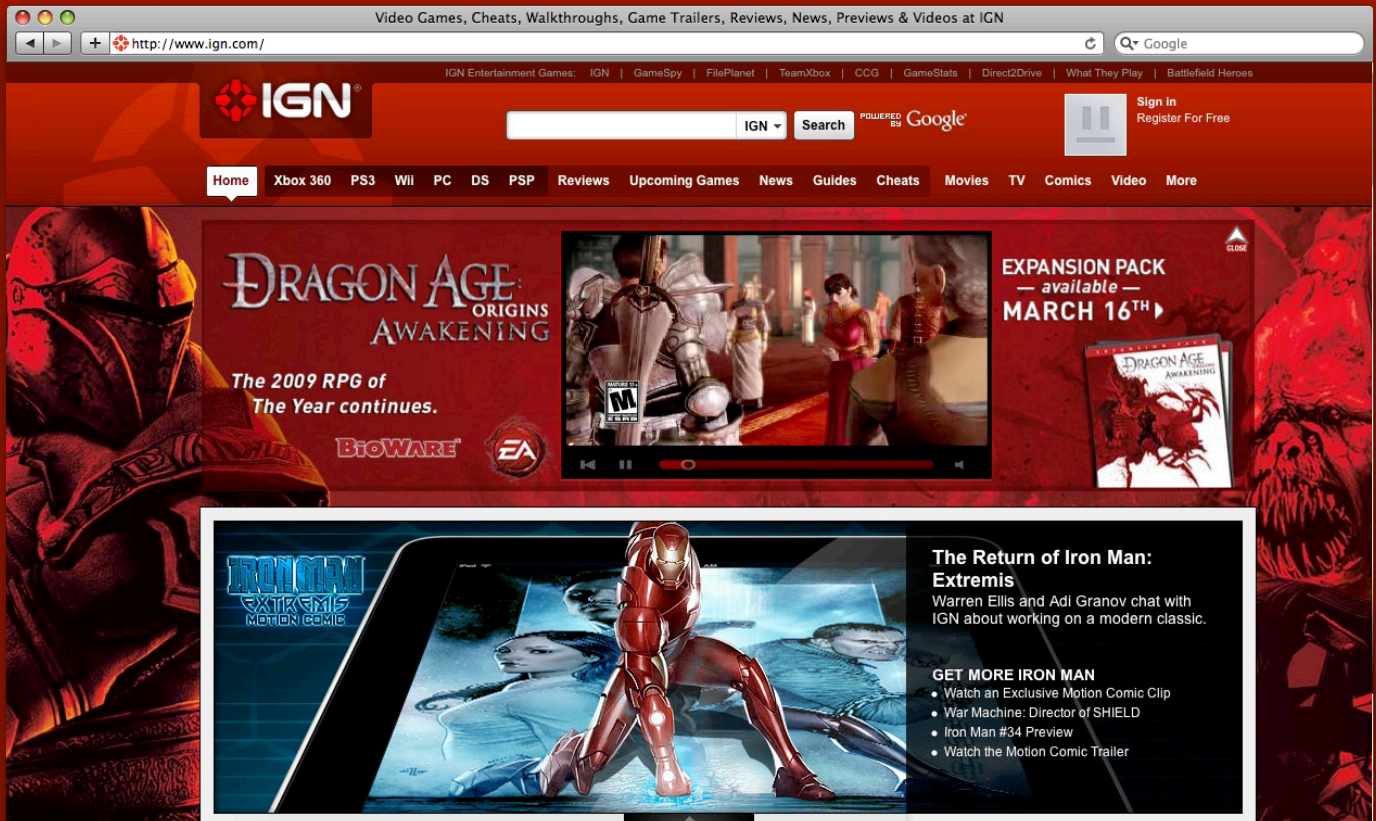 Video Games, Cheats, Walkthroughs, Game Trailers, Reviews, News, Previews & Videos at IGN
http://www.ign.com/
Google
IGN Entertainment Games: IGN | GameSpy | FilePlanet | TeamXbox | CCG | GameStats | Direct2Drive | What They Play | Battlefield Heroes
IGN®
IGN
Search
POWERED BY Google
Sign in
Register For Free
Home Xbox 360 PS3 Wii PC DS PSP Reviews Upcoming Games News Guides Cheats Movies TV Comics Video More
CLOSE
DRAGON AGE:
ORIGINS
AWAKENING
The 2009 RPG of
The Year continues.
BIOWARE
EA
MATURE 17+
M
ESRB
EXPANSION PACK
— available —
MARCH 16TH
EXPANSION PACK
DRAGON AGE
ORIGINS
AWAKENING
IRON MAN
EXTREMIS
MOTION COMIC
iPod
AM
The Return of Iron Man:
Extremis
Warren Ellis and Adi Granov chat with
IGN about working on a modern classic.
GET MORE IRON MAN
Watch an Exclusive Motion Comic Clip
War Machine: Director of SHIELD
Iron Man #34 Preview
Watch the Motion Comic Trailer